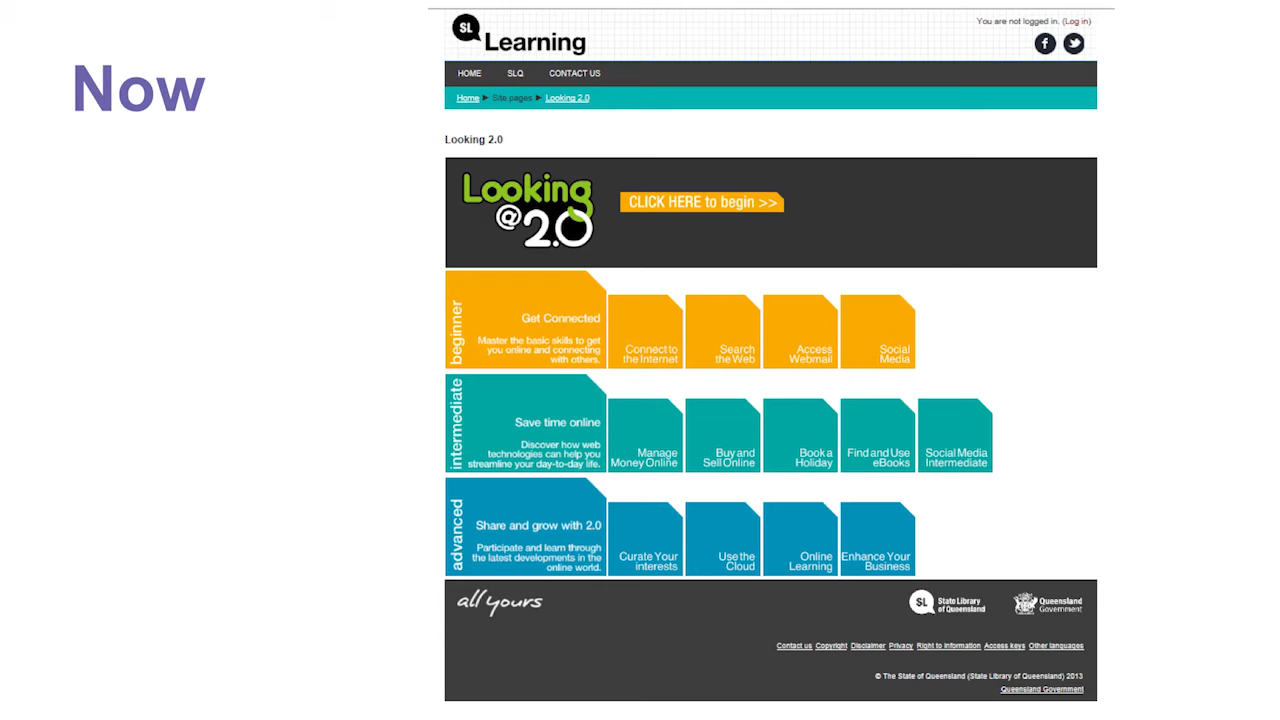 Now
SL
Learning
You are not logged in. (Log in)
HOME SLQ CONTACT US
Home ► Site pages ► Looking 2.0
Looking 2.0
Looking
@2.0
CLICK HERE to begin >>
beginner
Get Connected
Master the basic skills to get
you online and connecting
with others.
Connect to
the Internet
Search
the Web
Access
Webmail
Social
Media
intermediate
Save time online
Discover how web
technologies can help you
streamline your day-to-day life.
Manage
Money Online
Buy and
Sell Online
Book a
Holiday
Find and Use
eBooks
Social Media
Intermediate
advanced
Share and grow with 2.0
Participate and learn through
the latest developments in the
online world.
Curate Your
interests
Use the
Cloud
Online
Learning
Enhance Your
Business
all yours
SL
State Library
of Queensland
Queensland
Government
Contact us Copyright Disclaimer Privacy Right to information Access keys Other languages
© The State of Queensland (State Library of Queensland) 2013
Queensland Government